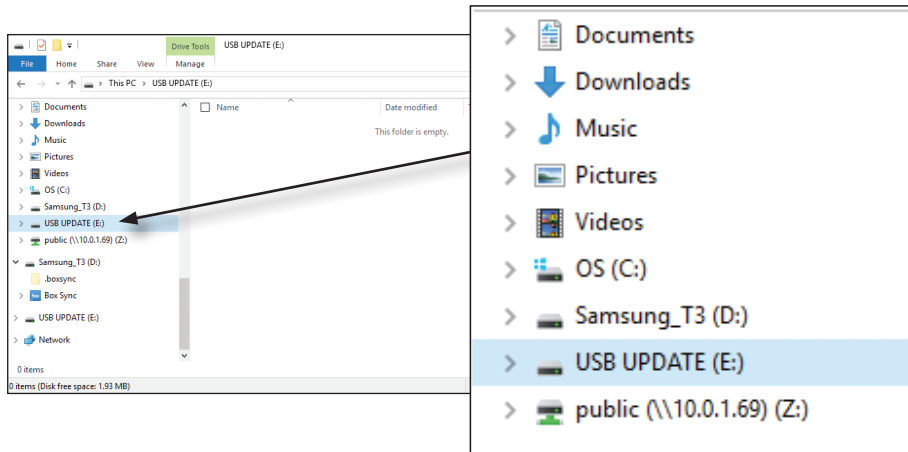 Drive Tools USB UPDATE (E:)
File Home Share View Manage
This PC > USB UPDATE (E:)
Name Date modified
This folder is empty.
Documents
Downloads
Music
Pictures
Videos
OS (C:)
Samsung_T3 (D:)
USB UPDATE (E:)
public (\\10.0.1.69) (Z:)
Samsung_T3 (D:)
.boxsync
Box Sync
USB UPDATE (E:)
Network
0 items
0 items (Disk free space: 1.93 MB)
Documents
Downloads
Music
Pictures
Videos
OS (C:)
Samsung_T3 (D:)
USB UPDATE (E:)
public (\\10.0.1.69) (Z:)